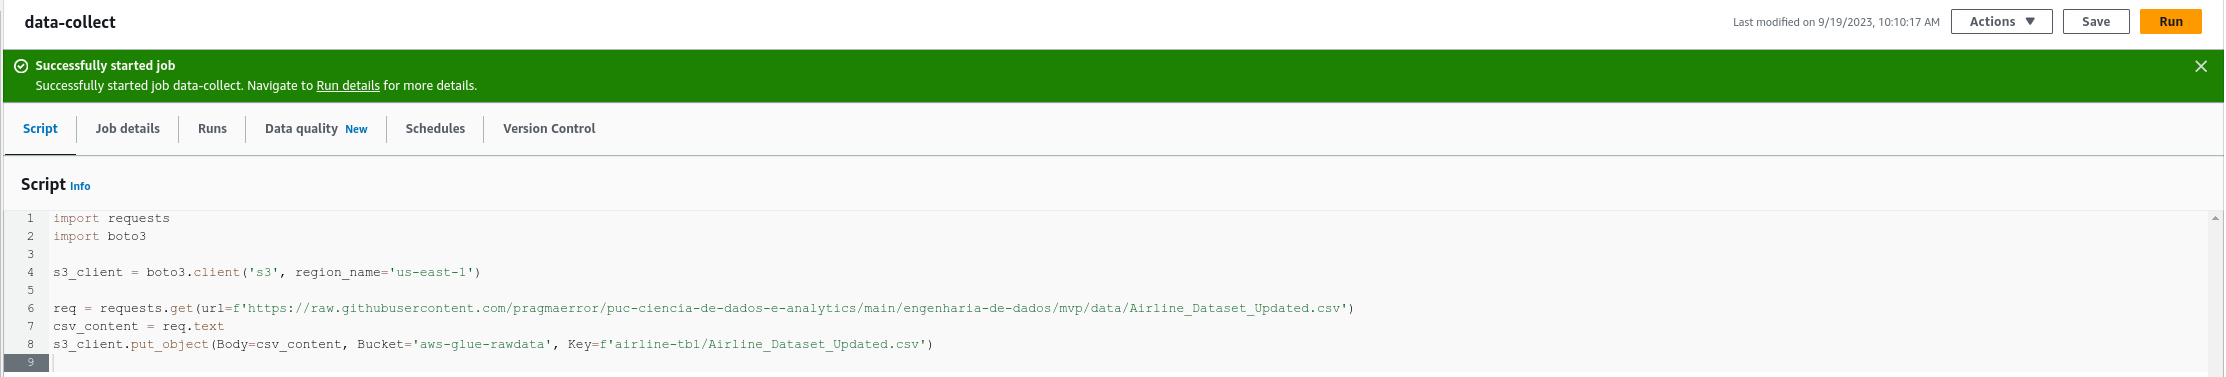 data-collect
Last modified on 9/19/2023, 10:10:17 AM
Actions ▼
Save
Run
Successfully started job
Successfully started job data-collect. Navigate to Run details for more details.
Script
Job details
Runs
Data quality New
Schedules
Version Control
Script Info
1 import requests
2 import boto3
3
4 s3_client = boto3.client('s3', region_name='us-east-1')
5
6 req = requests.get(url=f'https://raw.githubusercontent.com/pragmaerror/puc-ciencia-de-dados-e-analytics/main/engenharia-de-dados/mvp/data/Airline_Dataset_Updated.csv')
7 csv_content = req.text
8 s3_client.put_object(Body=csv_content, Bucket='aws-glue-rawdata', Key=f'airline-tbl/Airline_Dataset_Updated.csv')
9